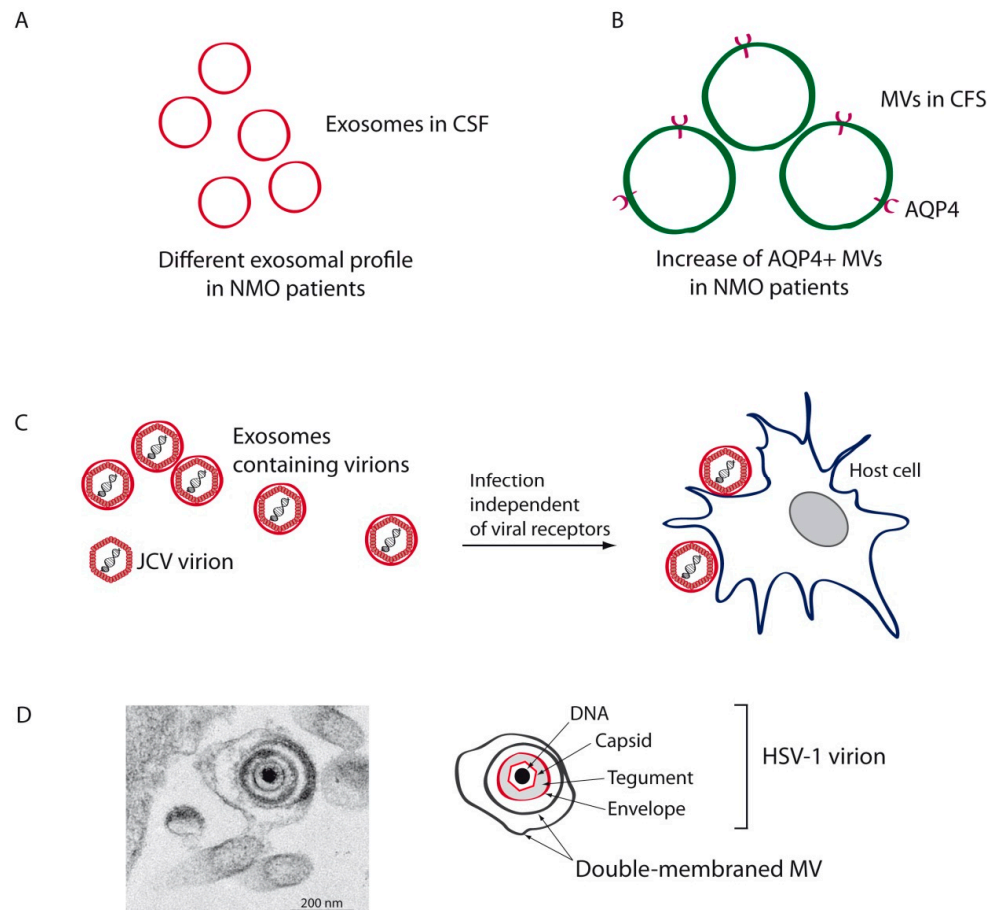 A
Exosomes in CSF
Different exosomal profile
in NMO patients
B
MVs in CFS
AQP4
Increase of AQP4+ MVs
in NMO patients
C
Exosomes
containing virions
JCV virion
Infection
independent
of viral receptors
Host cell
D
200 nm
DNA
Capsid
Tegument
Envelope
HSV-1 virion
Double-membraned MV